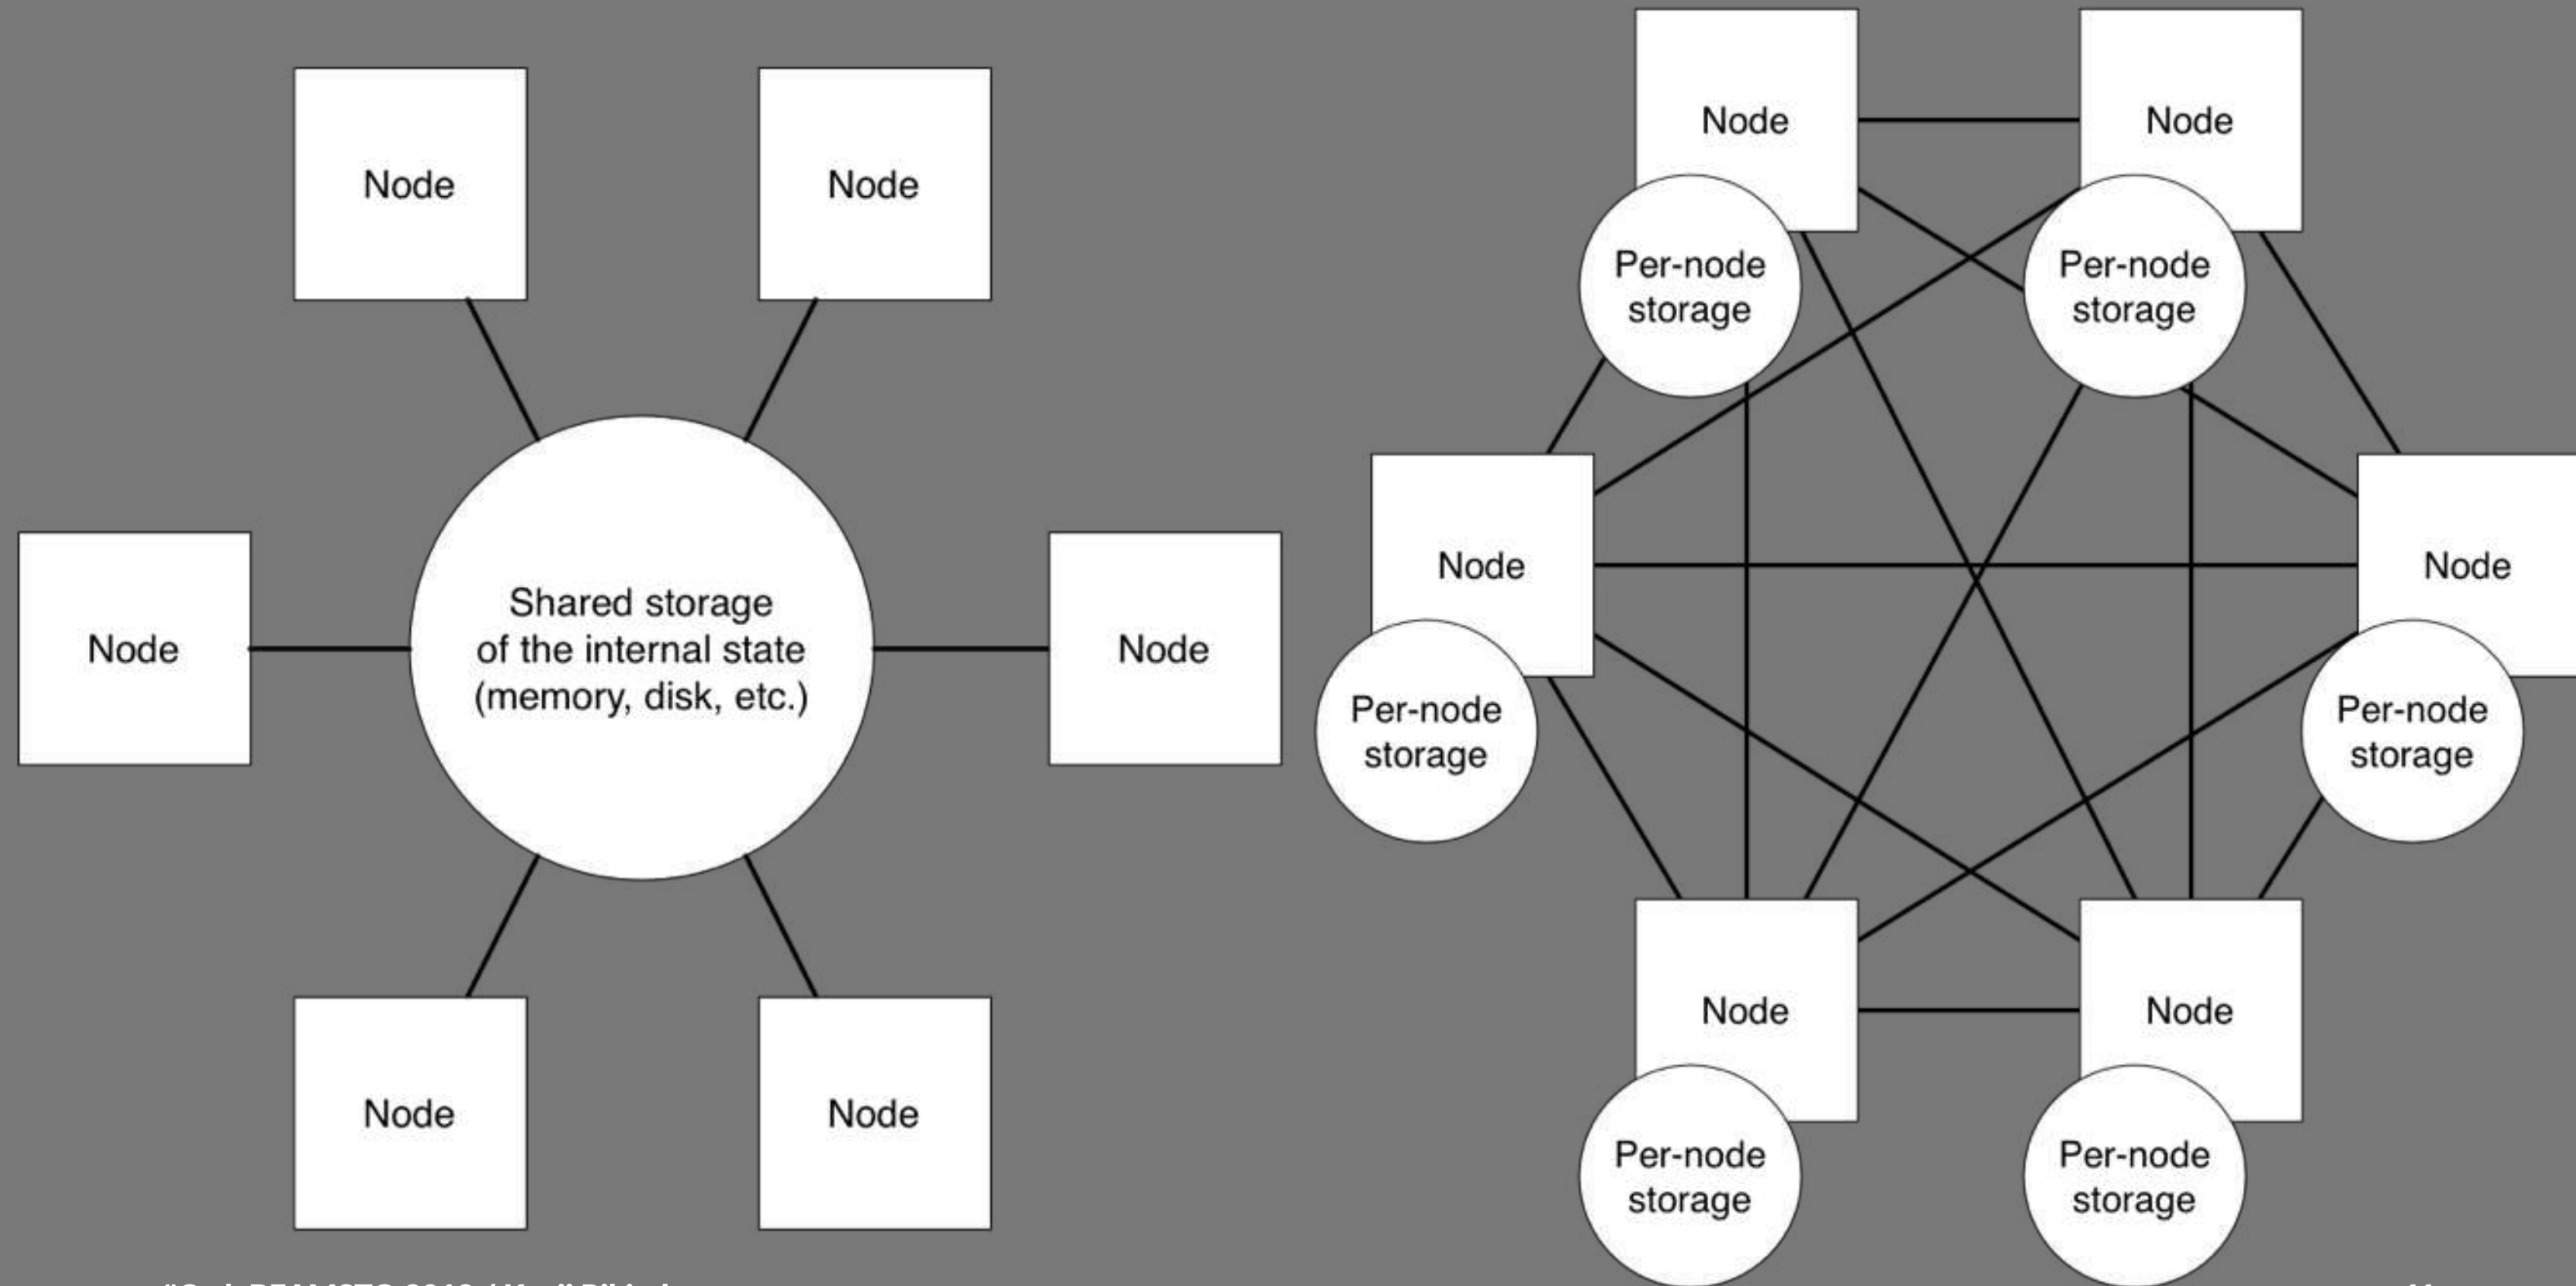 Node
Node
Node
Shared storage
of the internal state
(memory, disk, etc.)
Node
Node
Node
Node
Node
Per-node
storage
Per-node
storage
Node
Per-node
storage
Node
Per-node
storage
Node
Per-node
storage
Node
Per-node
storage